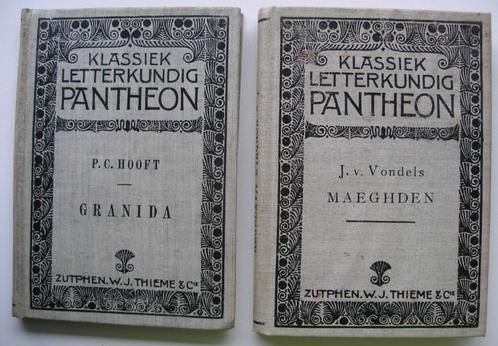 KLASSIEK
LETTERKUNDIG
PANTHEON
P. C. HOOFT
GRANIDA
ZUTPHEN. W. J. THIEME & Cie
KLASSIEK
LETTERKUNDIG
PANTHEON
J. v. Vondels
MAEGHDEN
ZUTPHEN. W. J. THIEME & Cie